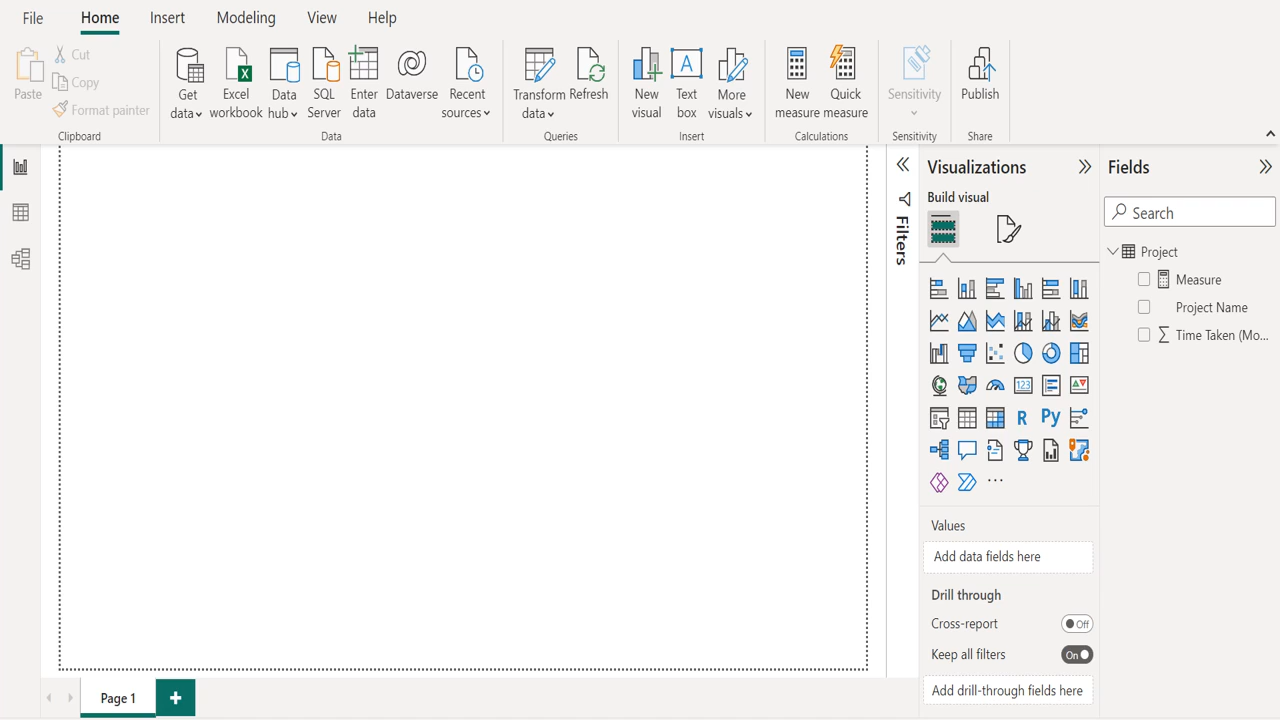 File Home Insert Modeling View Help
Paste
Cut
Copy
Format painter
Clipboard
Get data
Excel workbook
Data hub
SQL Server
Enter data
Dataverse
Recent sources
Data
Transform data
Refresh
Queries
New visual
Text box
More visuals
Insert
New measure
Quick measure
Calculations
Sensitivity
Sensitivity
Publish
Share
Filters
Visualizations
Build visual
123
R
Py
Values
Add data fields here
Drill through
Cross-report
Off
Keep all filters
On
Add drill-through fields here
Fields
Search
Project
Measure
Project Name
Time Taken (Mo...
Page 1